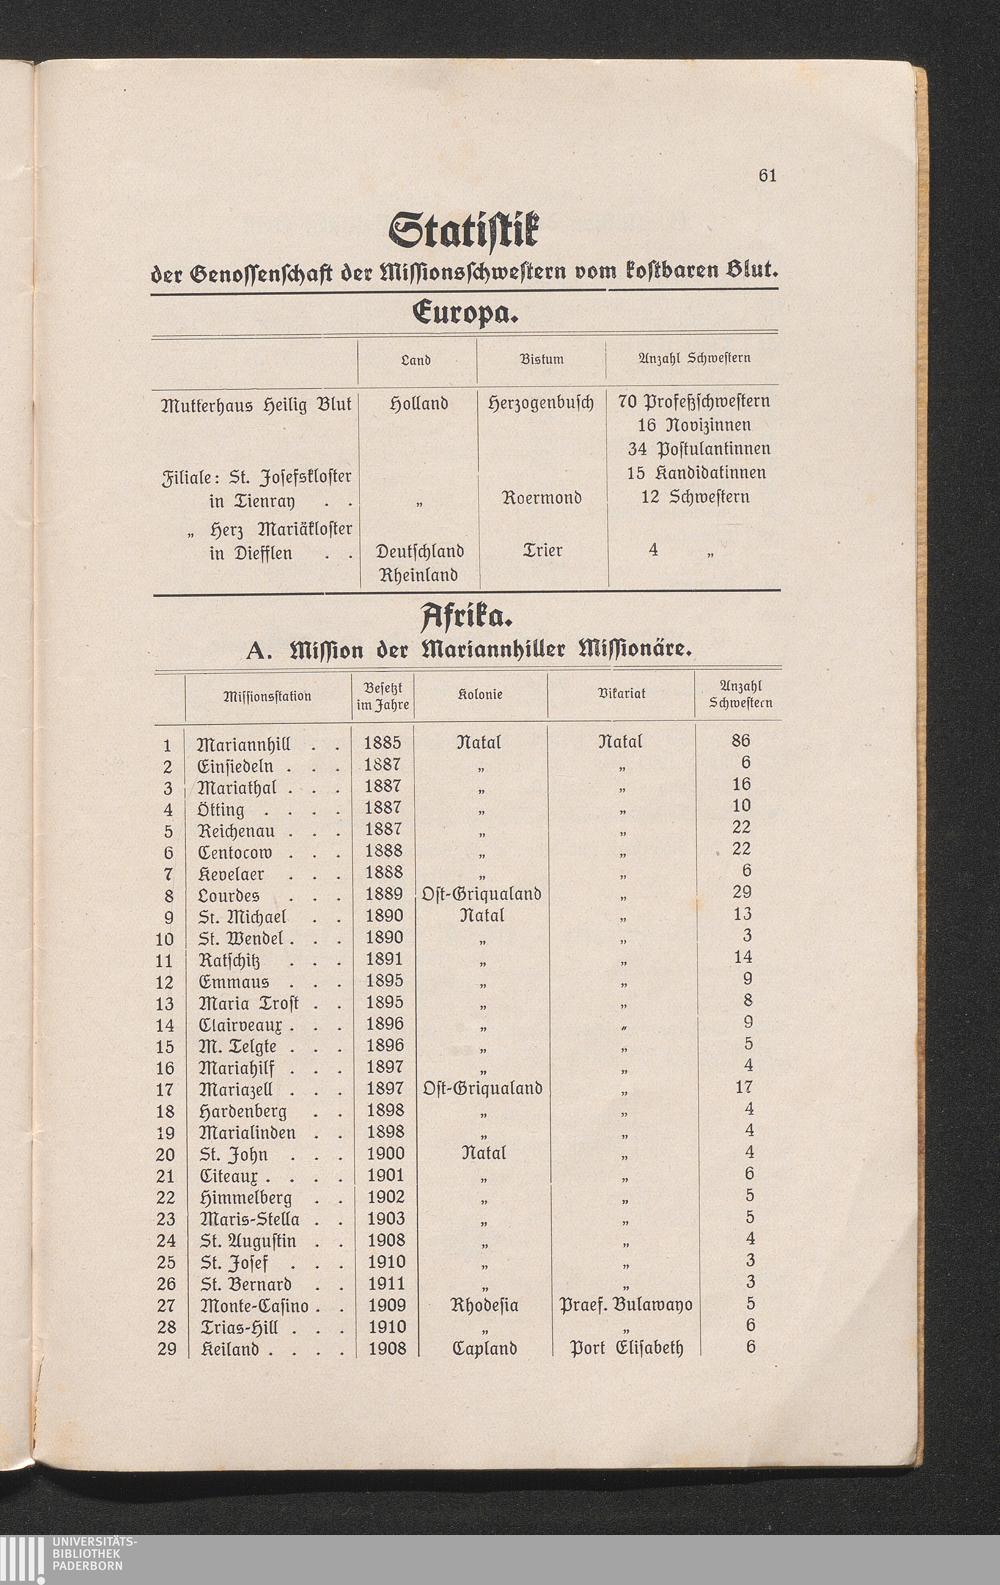 61
Statistik
der Genossenschaft der Missionsschwestern vom kostbaren Blut.
Europa.
Land Bistum Anzahl Schwestern
Mutterhaus Heilig Blut Holland Herzogenbusch 70 Profeßschwestern
16 Novizinnen
34 Postulantinnen
Filiale: St. Josefskloster 15 Kandidatinnen
in Tienray . . „ Roermond 12 Schwestern
„ Herz Mariäkloster
in Diefflen . . Deutschland Trier 4 „
Rheinland
Afrika.
A. Mission der Mariannhiller Missionäre.
Missionsstation Besetzt im Jahre Kolonie Vikariat Anzahl Schwestern
1 Mariannhill . . 1885 Natal Natal 86
2 Einsiedeln . . . 1887 „ „ 6
3 Mariathal . . . 1887 „ „ 16
4 Ötting . . . . 1887 „ „ 10
5 Reichenau . . . 1887 „ „ 22
6 Centocow . . . 1888 „ „ 22
7 Kevelaer . . . 1888 „ „ 6
8 Lourdes . . . 1889 Ost-Griqualand „ 29
9 St. Michael . . 1890 Natal „ 13
10 St. Wendel . . . 1890 „ „ 3
11 Ratschitz . . . 1891 „ „ 14
12 Emmaus . . . 1895 „ „ 9
13 Maria Trost . . 1895 „ „ 8
14 Clairveaux . . . 1896 „ „ 9
15 M. Telgte . . . 1896 „ „ 5
16 Mariahilf . . . 1897 „ „ 4
17 Mariazell . . . 1897 Ost-Griqualand „ 17
18 Hardenberg . . 1898 „ „ 4
19 Marialinden . . 1898 „ „ 4
20 St. John . . . 1900 Natal „ 4
21 Citeaux . . . . 1901 „ „ 6
22 Himmelberg . . 1902 „ „ 5
23 Maris-Stella . . 1903 „ „ 5
24 St. Augustin . . 1908 „ „ 4
25 St. Josef . . . 1910 „ „ 3
26 St. Bernard . . 1911 „ „ 3
27 Monte-Casino . . 1909 Rhodesia Praef. Bulawayo 5
28 Trias-Hill . . . 1910 „ „ 6
29 Keiland . . . . 1908 Capland Port Elisabeth 6
UNIVERSITÄTS-
BIBLIOTHEK
PADERBORN